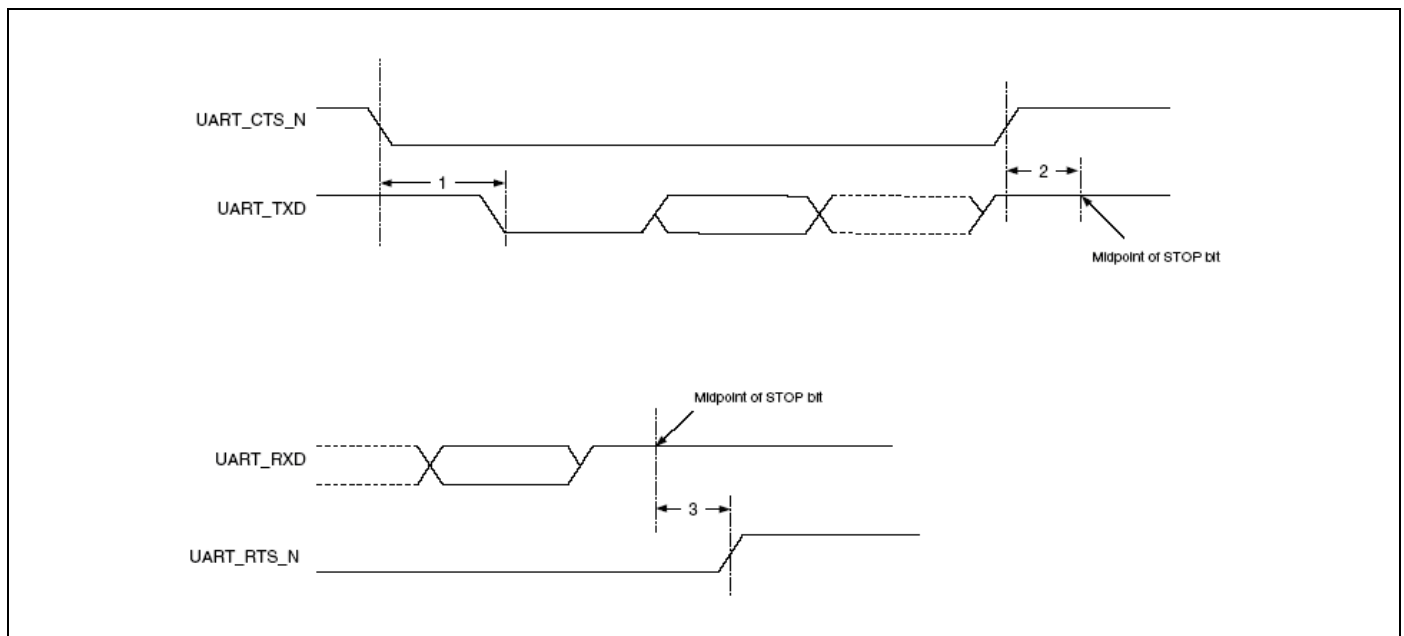 UART_CTS_N
1
2
UART_TXD
Midpoint of STOP bit
Midpoint of STOP bit
UART_RXD
3
UART_RTS_N